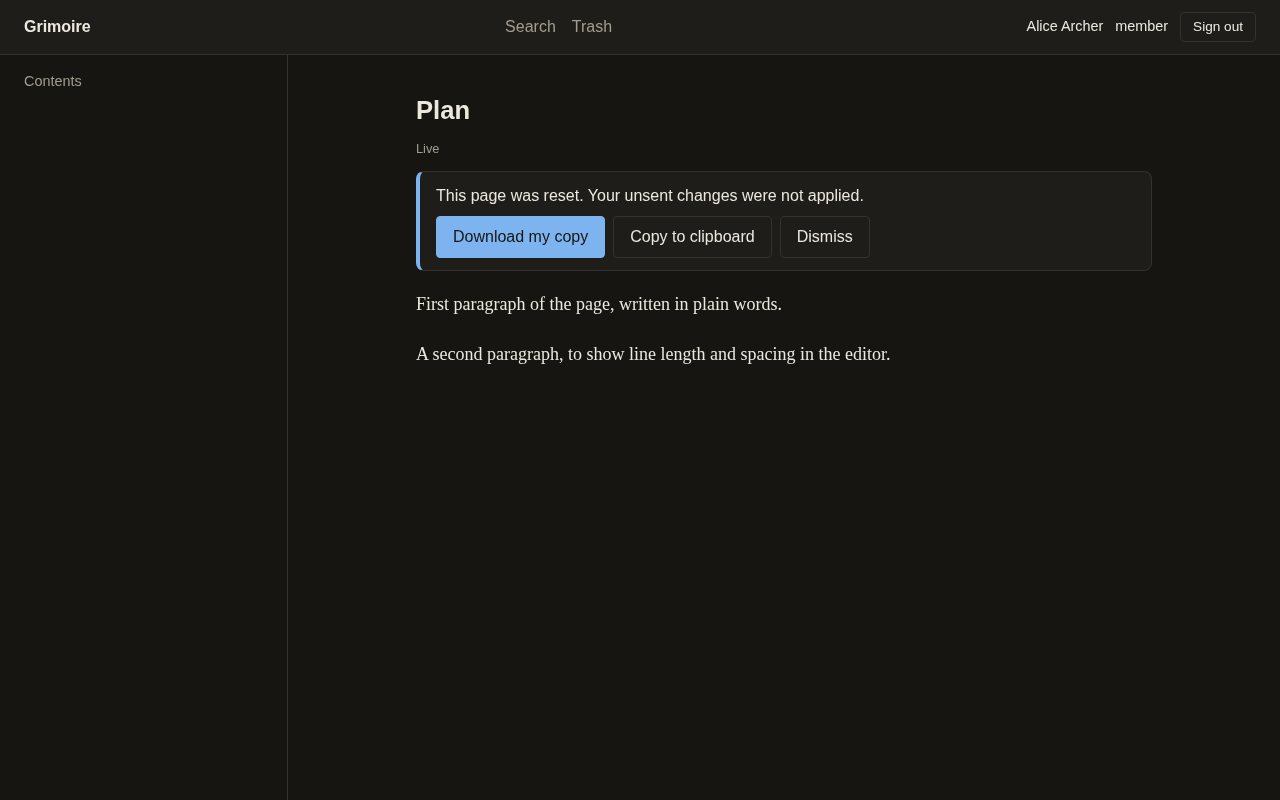 Grimoire
Search Trash
Alice Archer member Sign out
Contents
Plan
Live
This page was reset. Your unsent changes were not applied.
Download my copy Copy to clipboard Dismiss
First paragraph of the page, written in plain words.
A second paragraph, to show line length and spacing in the editor.